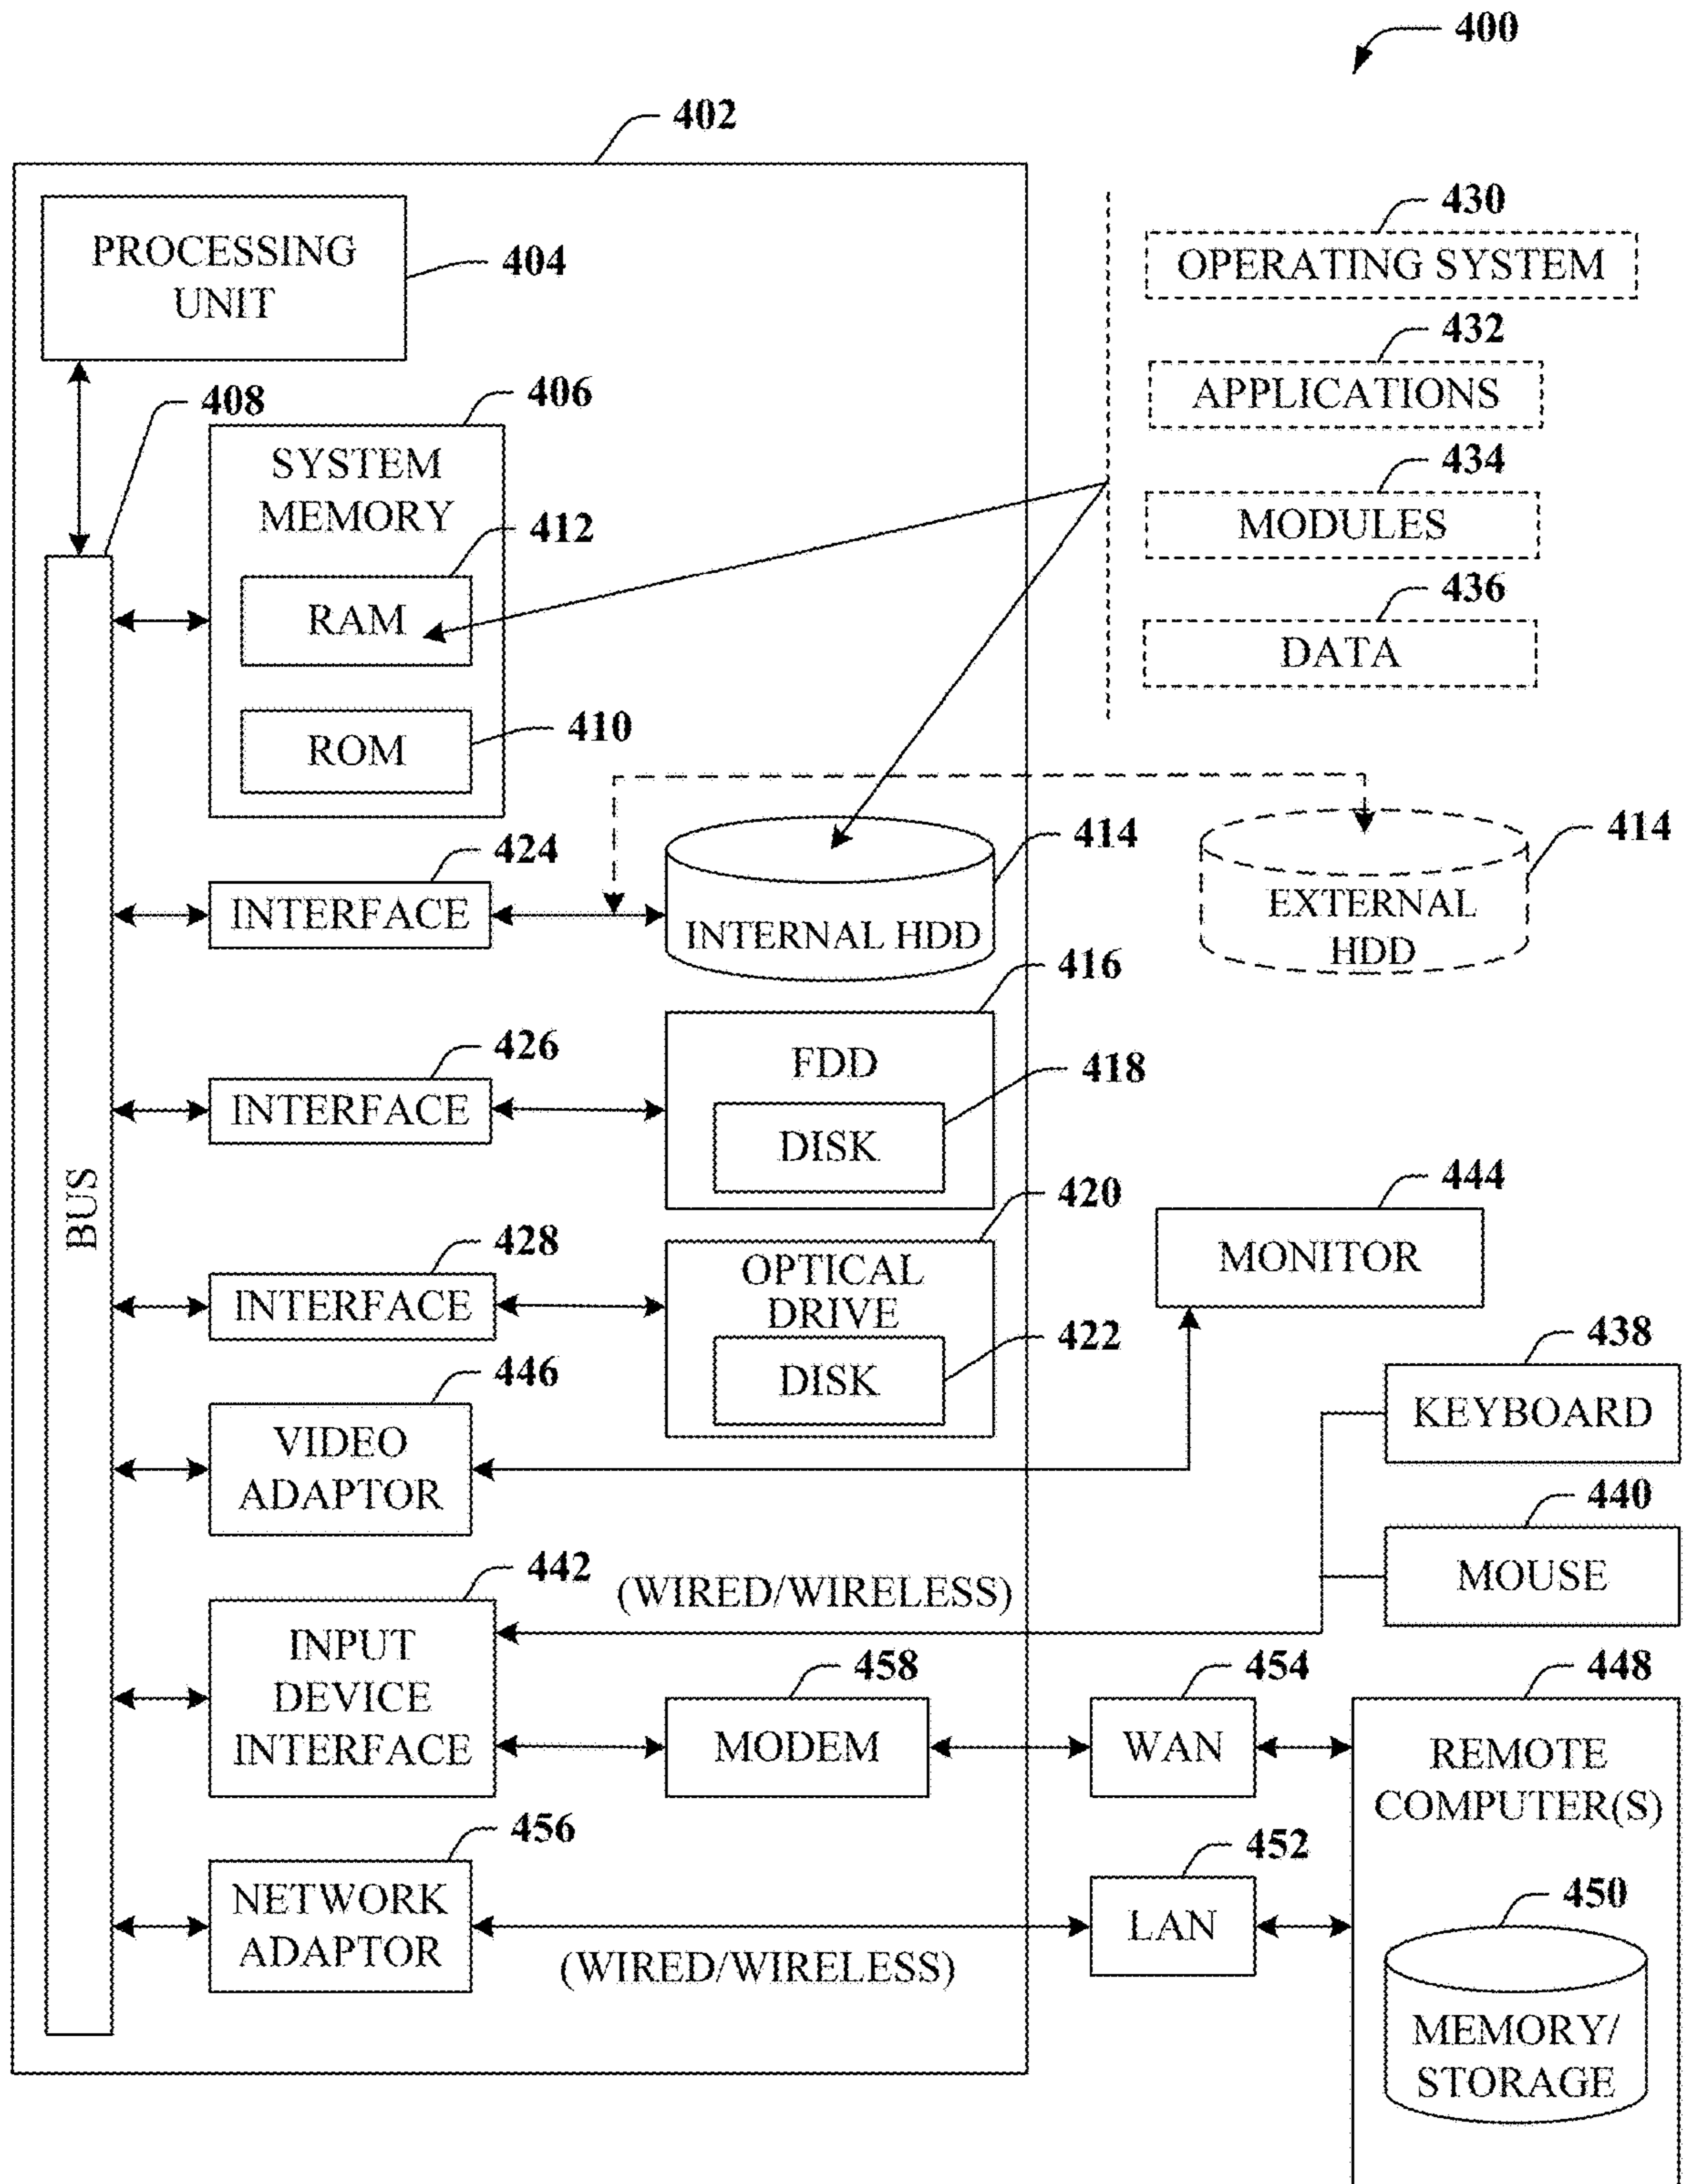 400
402
PROCESSING
UNIT
404
430
OPERATING SYSTEM
432
APPLICATIONS
434
MODULES
436
DATA
408
406
SYSTEM
MEMORY
412
RAM
410
ROM
424
INTERFACE
414
INTERNAL HDD
414
EXTERNAL
HDD
416
FDD
426
INTERFACE
418
DISK
BUS
420
OPTICAL
DRIVE
428
INTERFACE
422
DISK
444
MONITOR
438
KEYBOARD
446
VIDEO
ADAPTOR
440
MOUSE
442
(WIRED/WIRELESS)
INPUT
DEVICE
INTERFACE
458
MODEM
454
WAN
448
REMOTE
COMPUTER(S)
456
NETWORK
ADAPTOR
(WIRED/WIRELESS)
452
LAN
450
MEMORY/
STORAGE